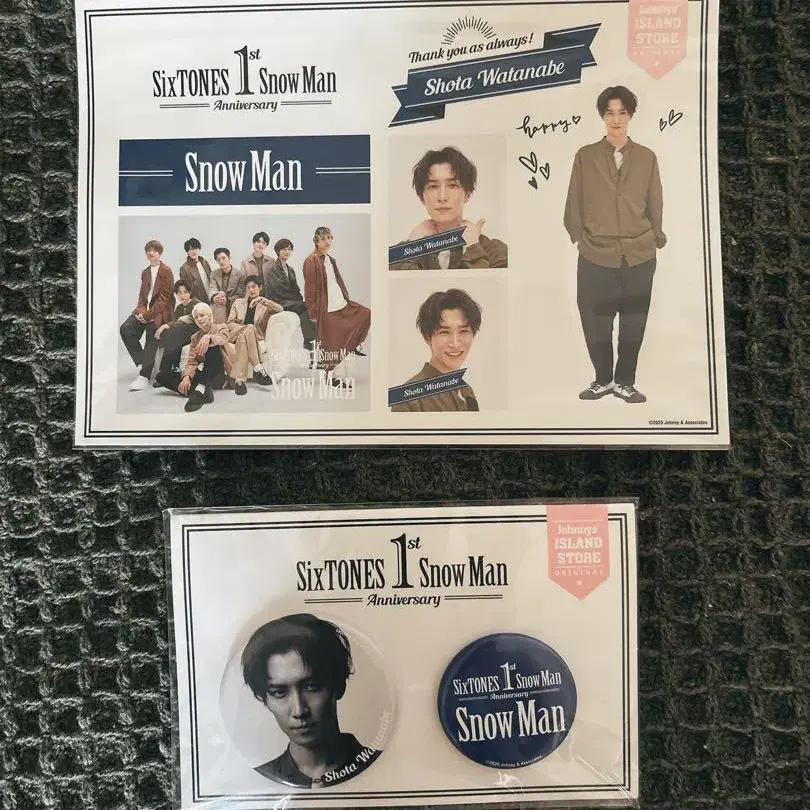 SixTONES 1st Snow Man
Anniversary
Thank you as always!
Shota Watanabe
Johnnys'
ISLAND
STORE
ORIGINAL
happy
Snow Man
Shota Watanabe
Shota Watanabe
SixTONES 1st Snow Man
Anniversary
Snow Man
©2020 Johnny & Associates
SixTONES 1st Snow Man
Anniversary
Johnnys'
ISLAND
STORE
ORIGINAL
Shota Watanabe
SixTONES 1st Snow Man
Anniversary
Snow Man
©2020 Johnny & Associates